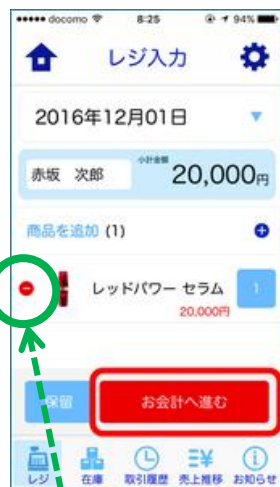 docomo 8:25 94%
レジ入力
2016年12月01日
赤坂 次郎 小計金額 20,000円
商品を追加 (1)
レッドパワー セラム 1
20,000円
保留 お会計へ進む
レジ 在庫 取引履歴 売上推移 お知らせ